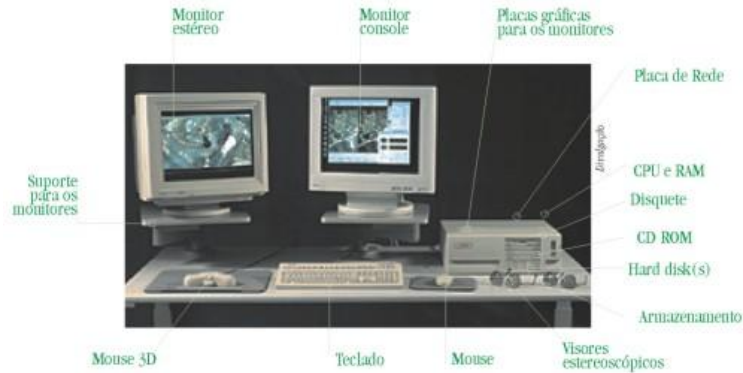 Monitor
estéreo
Monitor
console
Placas gráficas
para os monitores
Placa de Rede
Divulgação
CPU e RAM
Disquete
CD ROM
Hard disk(s)
Armazenamento
Suporte
para os
monitores
Mouse 3D
Teclado
Mouse
Visores
estereoscópicos